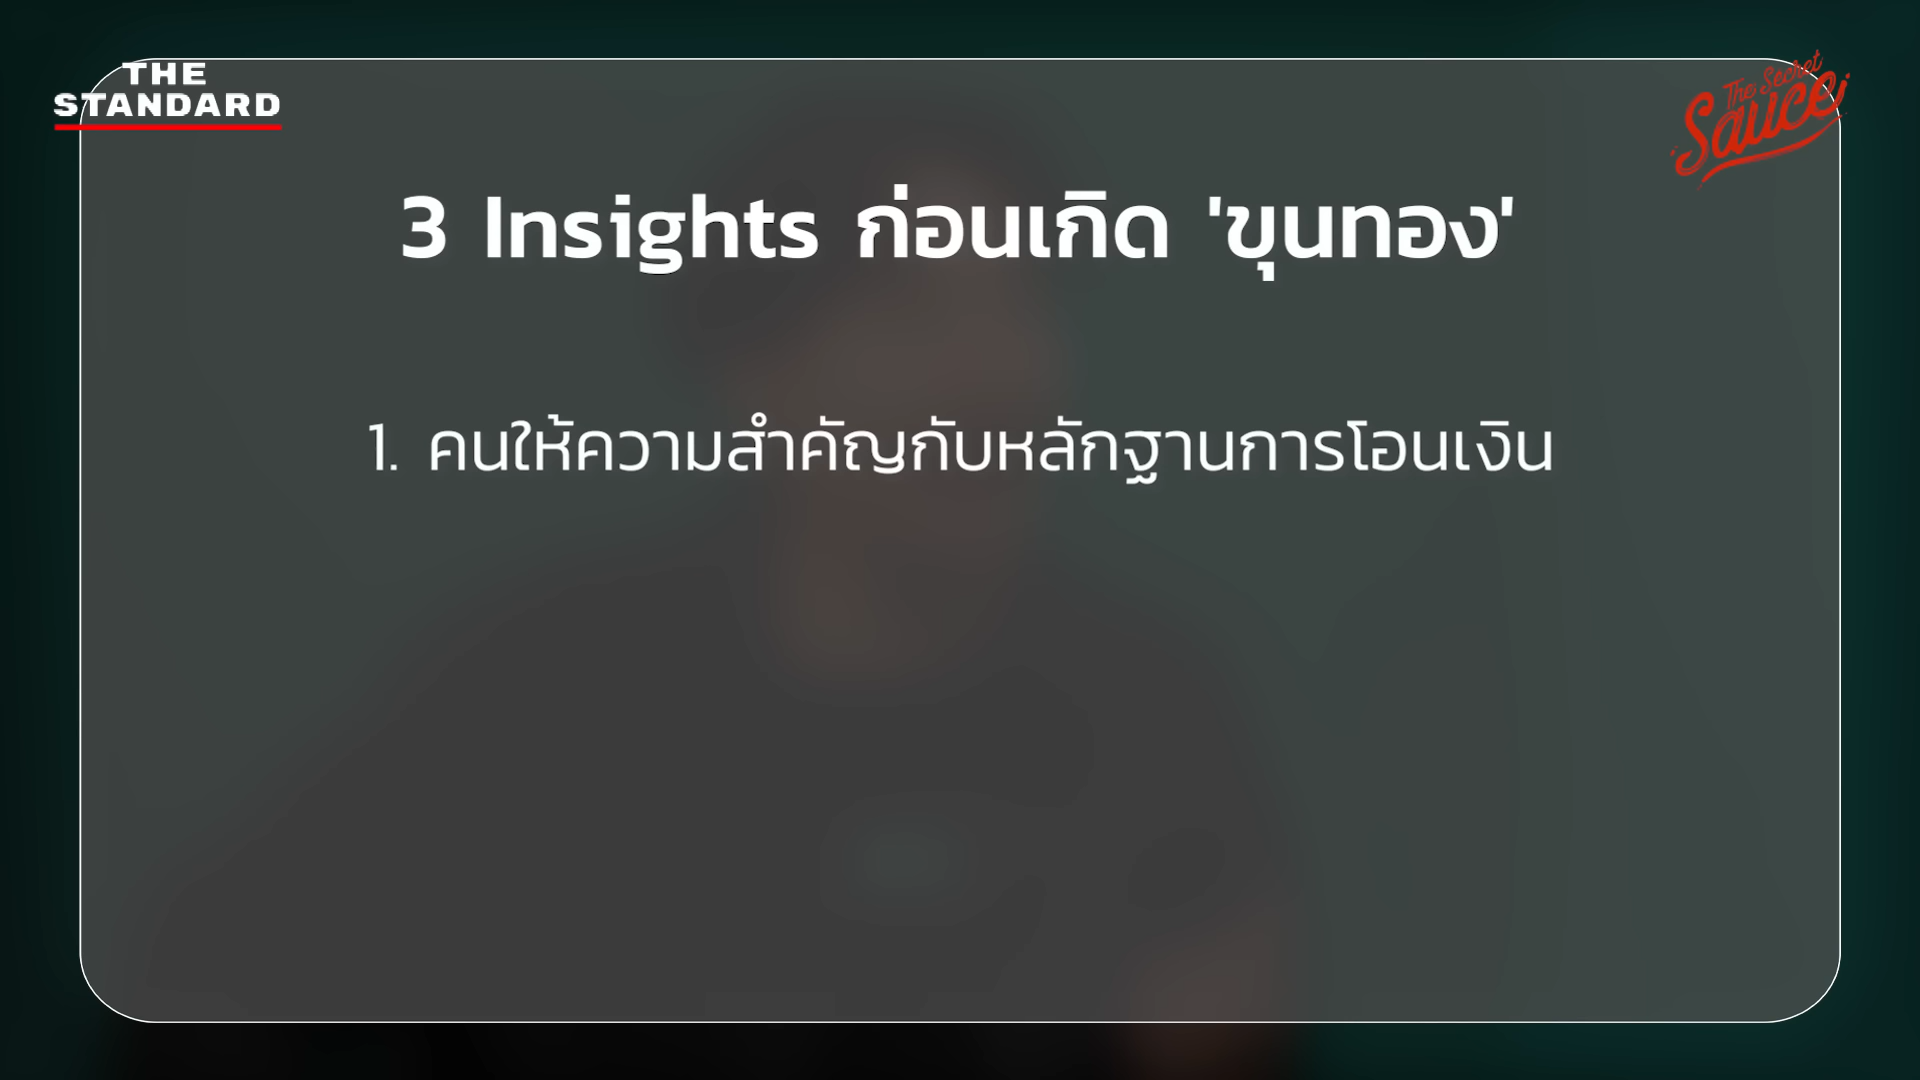 THE
STANDARD
The Secret
Sauce
3 Insights ก่อนเกิด 'ขุนทอง'
1. คนให้ความสำคัญกับหลักฐานการโอนเงิน